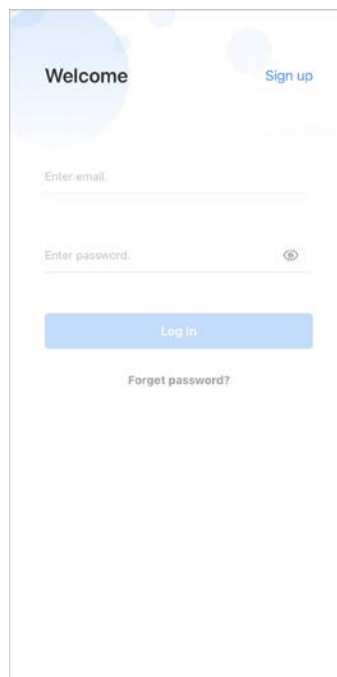 Welcome
Sign up
Enter email.
Enter password.
Log in
Forget password?